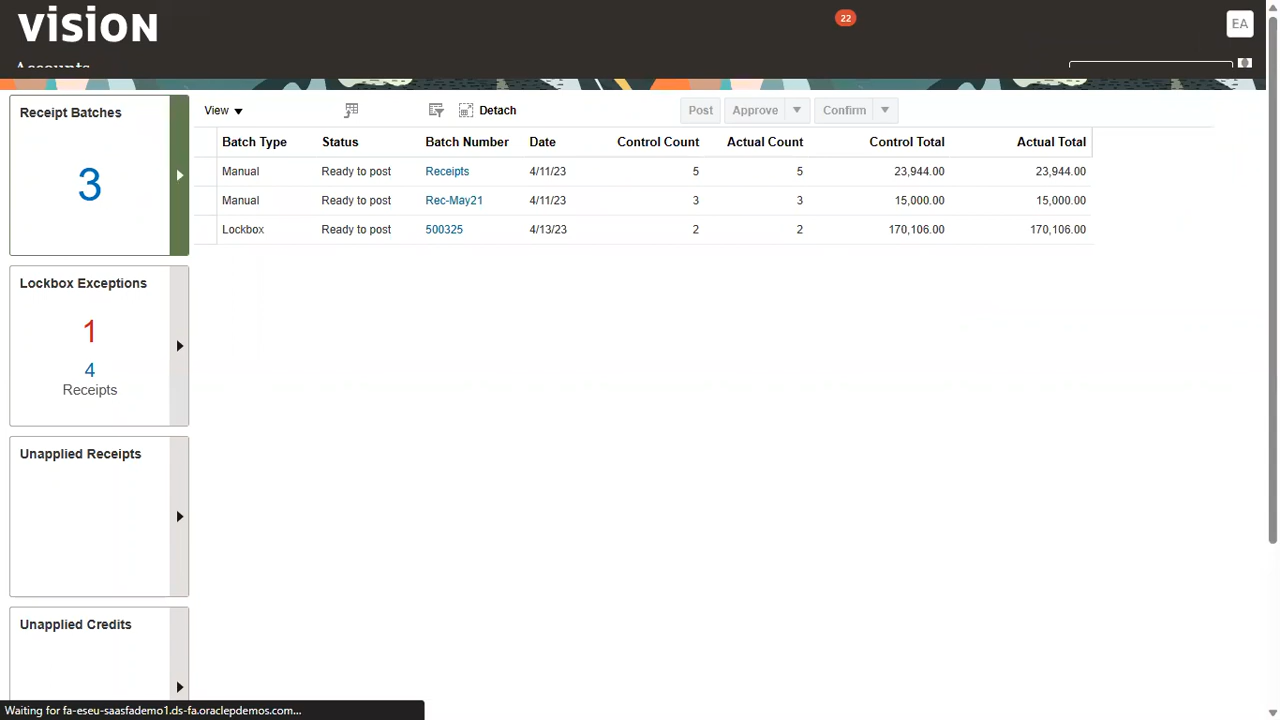 vision
22
EA
Accounts
Receipt Batches
3
View
Detach
Post
Approve
Confirm
Batch Type Status Batch Number Date Control Count Actual Count Control Total Actual Total
Manual Ready to post Receipts 4/11/23 5 5 23,944.00 23,944.00
Manual Ready to post Rec-May21 4/11/23 3 3 15,000.00 15,000.00
Lockbox Ready to post 500325 4/13/23 2 2 170,106.00 170,106.00
Lockbox Exceptions
1
4
Receipts
Unapplied Receipts
Unapplied Credits
Waiting for fa-eseu-saasfademo1.ds-fa.oraclepdemos.com...